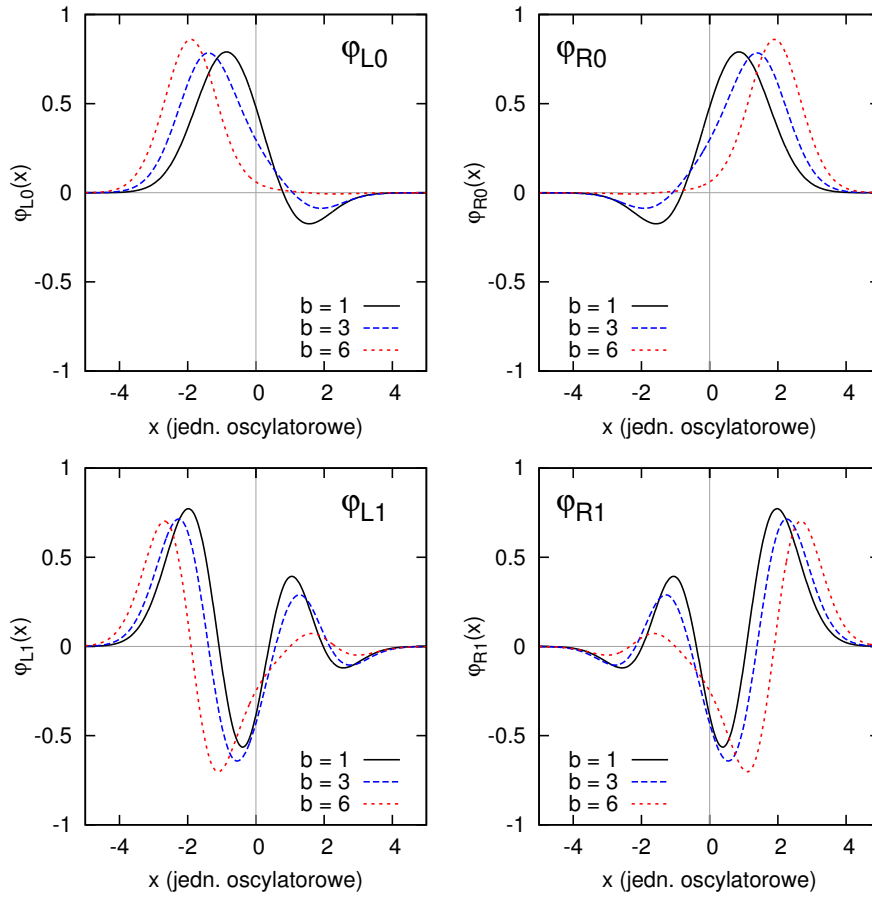 φL0
φL0(x)
1
0.5
0
-0.5
-1
b = 1
b = 3
b = 6
-4 -2 0 2 4
x (jedn. oscylatorowe)
φR0
φR0(x)
1
0.5
0
-0.5
-1
b = 1
b = 3
b = 6
-4 -2 0 2 4
x (jedn. oscylatorowe)
φL1
φL1(x)
1
0.5
0
-0.5
-1
b = 1
b = 3
b = 6
-4 -2 0 2 4
x (jedn. oscylatorowe)
φR1
φR1(x)
1
0.5
0
-0.5
-1
b = 1
b = 3
b = 6
-4 -2 0 2 4
x (jedn. oscylatorowe)